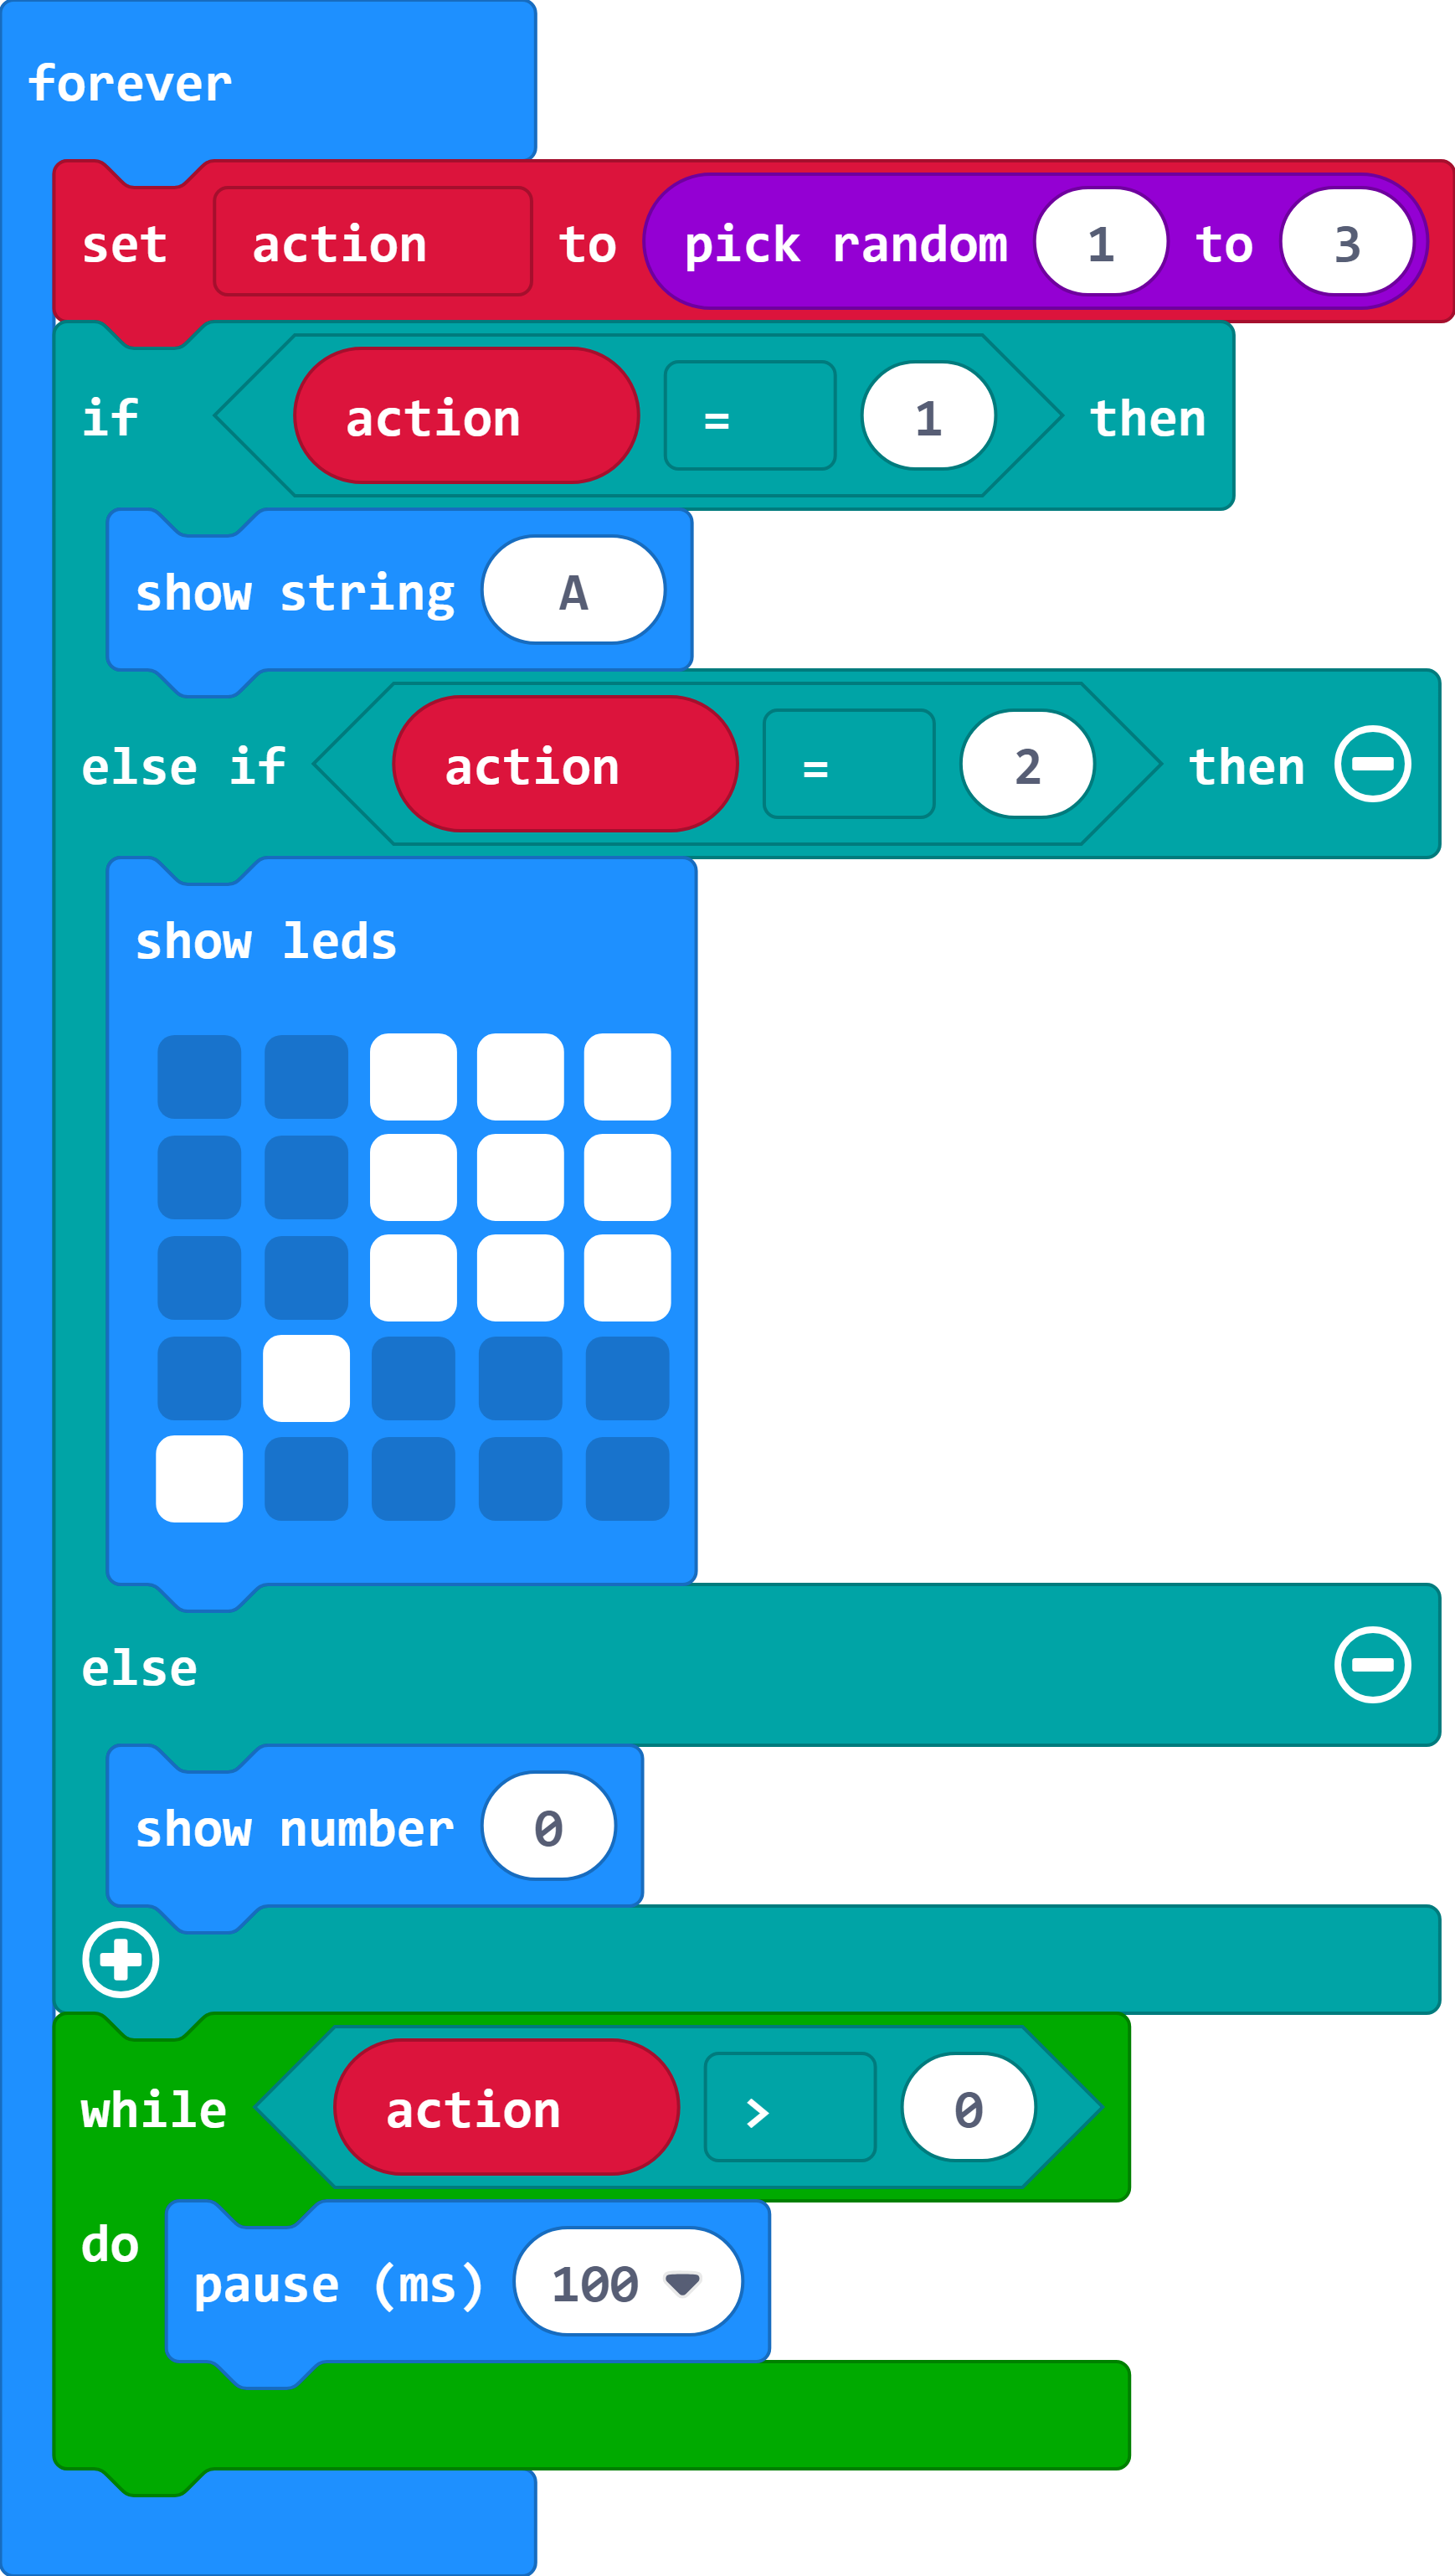 forever
set action to pick random 1 to 3
if action = 1 then
show string A
else if action = 2 then
show leds
else
show number 0
while action > 0
do
pause (ms) 100